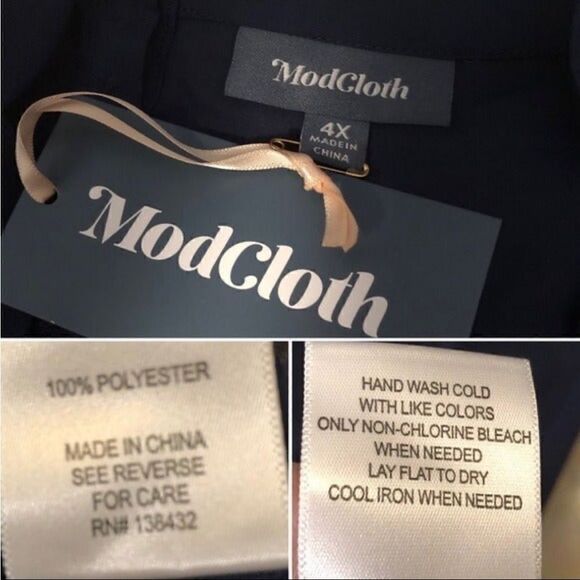 ModCloth
4X
MADE IN
CHINA
ModCloth
100% POLYESTER
MADE IN CHINA
SEE REVERSE
FOR CARE
RN# 138432
HAND WASH COLD
WITH LIKE COLORS
ONLY NON-CHLORINE BLEACH
WHEN NEEDED
LAY FLAT TO DRY
COOL IRON WHEN NEEDED